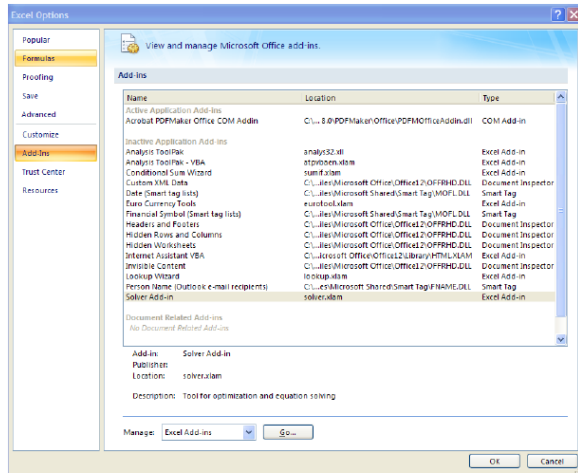 Excel Options
Popular
Formulas
Proofing
Save
Advanced
Customize
Add-Ins
Trust Center
Resources
View and manage Microsoft Office add-ins.
Add-ins
Name Location Type
Active Application Add-ins
Acrobat PDFMaker Office COM Addin C:\... 8.0\PDFMaker\Office\PDFMOfficeAddin.dll COM Add-in
Inactive Application Add-ins
Analysis ToolPak analys32.xll Excel Add-in
Analysis ToolPak - VBA atpvbaen.xlam Excel Add-in
Conditional Sum Wizard sumif.xlam Excel Add-in
Custom XML Data C:\...iles\Microsoft Office\Office12\OFFRHD.DLL Document Inspector
Date (Smart tag lists) C:\...iles\Microsoft Shared\Smart Tag\MOFL.DLL Smart Tag
Euro Currency Tools eurotool.xlam Excel Add-in
Financial Symbol (Smart tag lists) C:\...iles\Microsoft Shared\Smart Tag\MOFL.DLL Smart Tag
Headers and Footers C:\...iles\Microsoft Office\Office12\OFFRHD.DLL Document Inspector
Hidden Rows and Columns C:\...iles\Microsoft Office\Office12\OFFRHD.DLL Document Inspector
Hidden Worksheets C:\...iles\Microsoft Office\Office12\OFFRHD.DLL Document Inspector
Internet Assistant VBA C:\...icrosoft Office\Office12\Library\HTML.XLAM Excel Add-in
Invisible Content C:\...iles\Microsoft Office\Office12\OFFRHD.DLL Document Inspector
Lookup Wizard lookup.xlam Excel Add-in
Person Name (Outlook e-mail recipients) C:\...es\Microsoft Shared\Smart Tag\FNAME.DLL Smart Tag
Solver Add-in solver.xlam Excel Add-in
Document Related Add-ins
No Document Related Add-ins
Add-in: Solver Add-in
Publisher:
Location: solver.xlam
Description: Tool for optimization and equation solving
Manage: Excel Add-ins Go...
OK Cancel